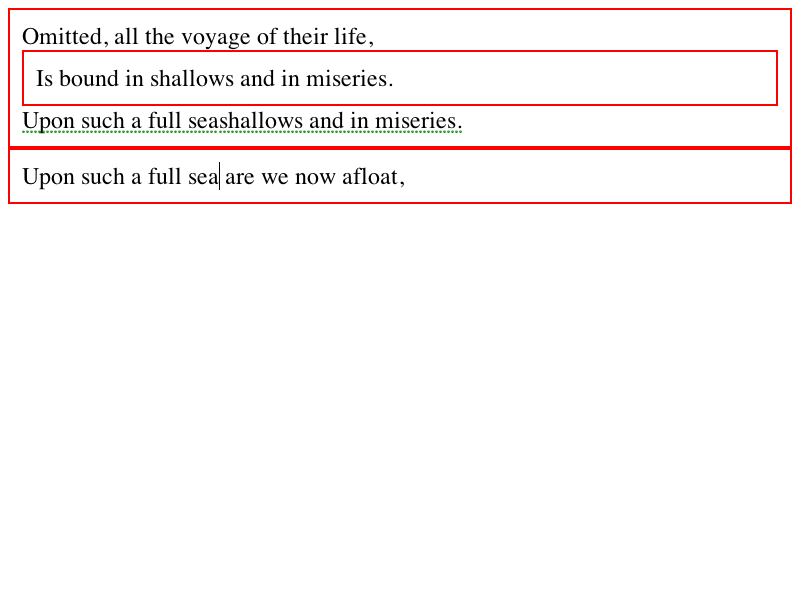 Omitted, all the voyage of their life,
Is bound in shallows and in miseries.
Upon such a full seashallows and in miseries.
Upon such a full sea are we now afloat,